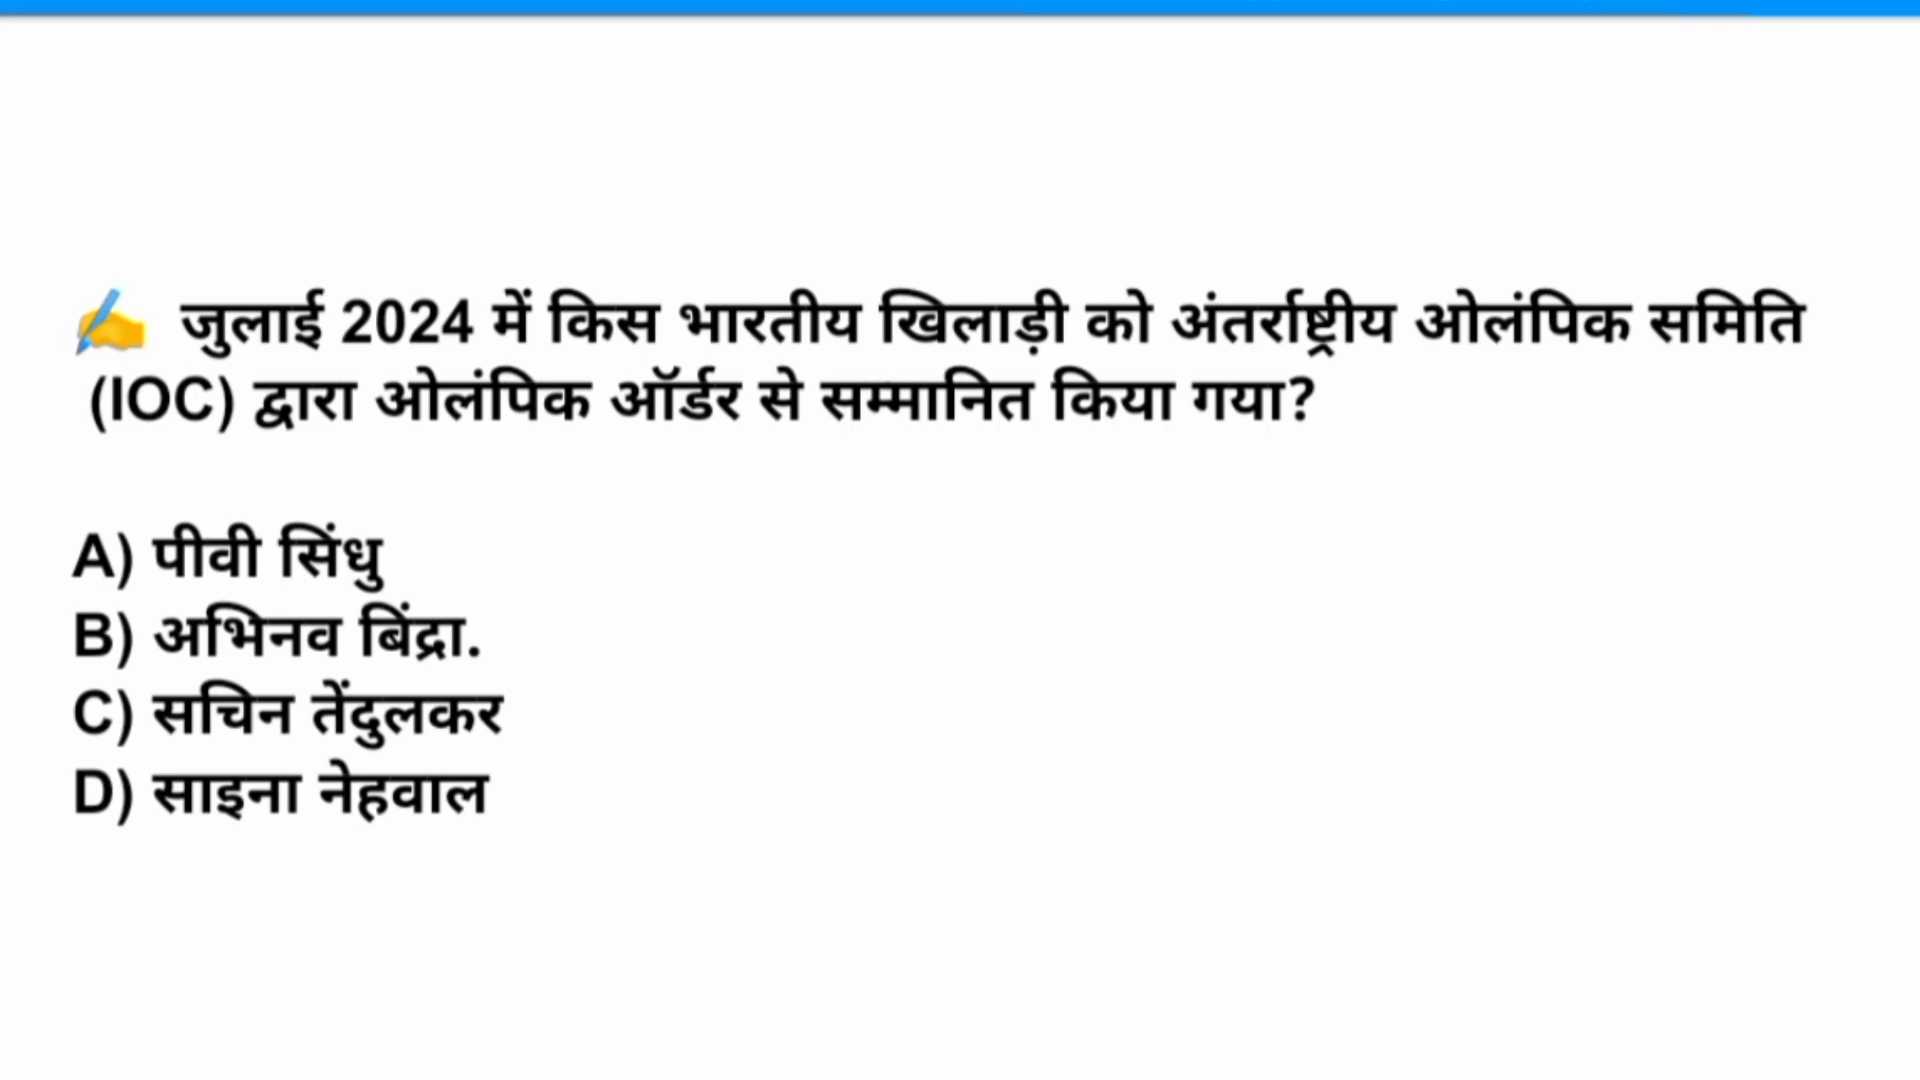 ✍️ जुलाई 2024 में किस भारतीय खिलाड़ी को अंतर्राष्ट्रीय ओलंपिक समिति
(IOC) द्वारा ओलंपिक ऑर्डर से सम्मानित किया गया?
A) पीवी सिंधु
B) अभिनव बिंद्रा.
C) सचिन तेंदुलकर
D) साइना नेहवाल